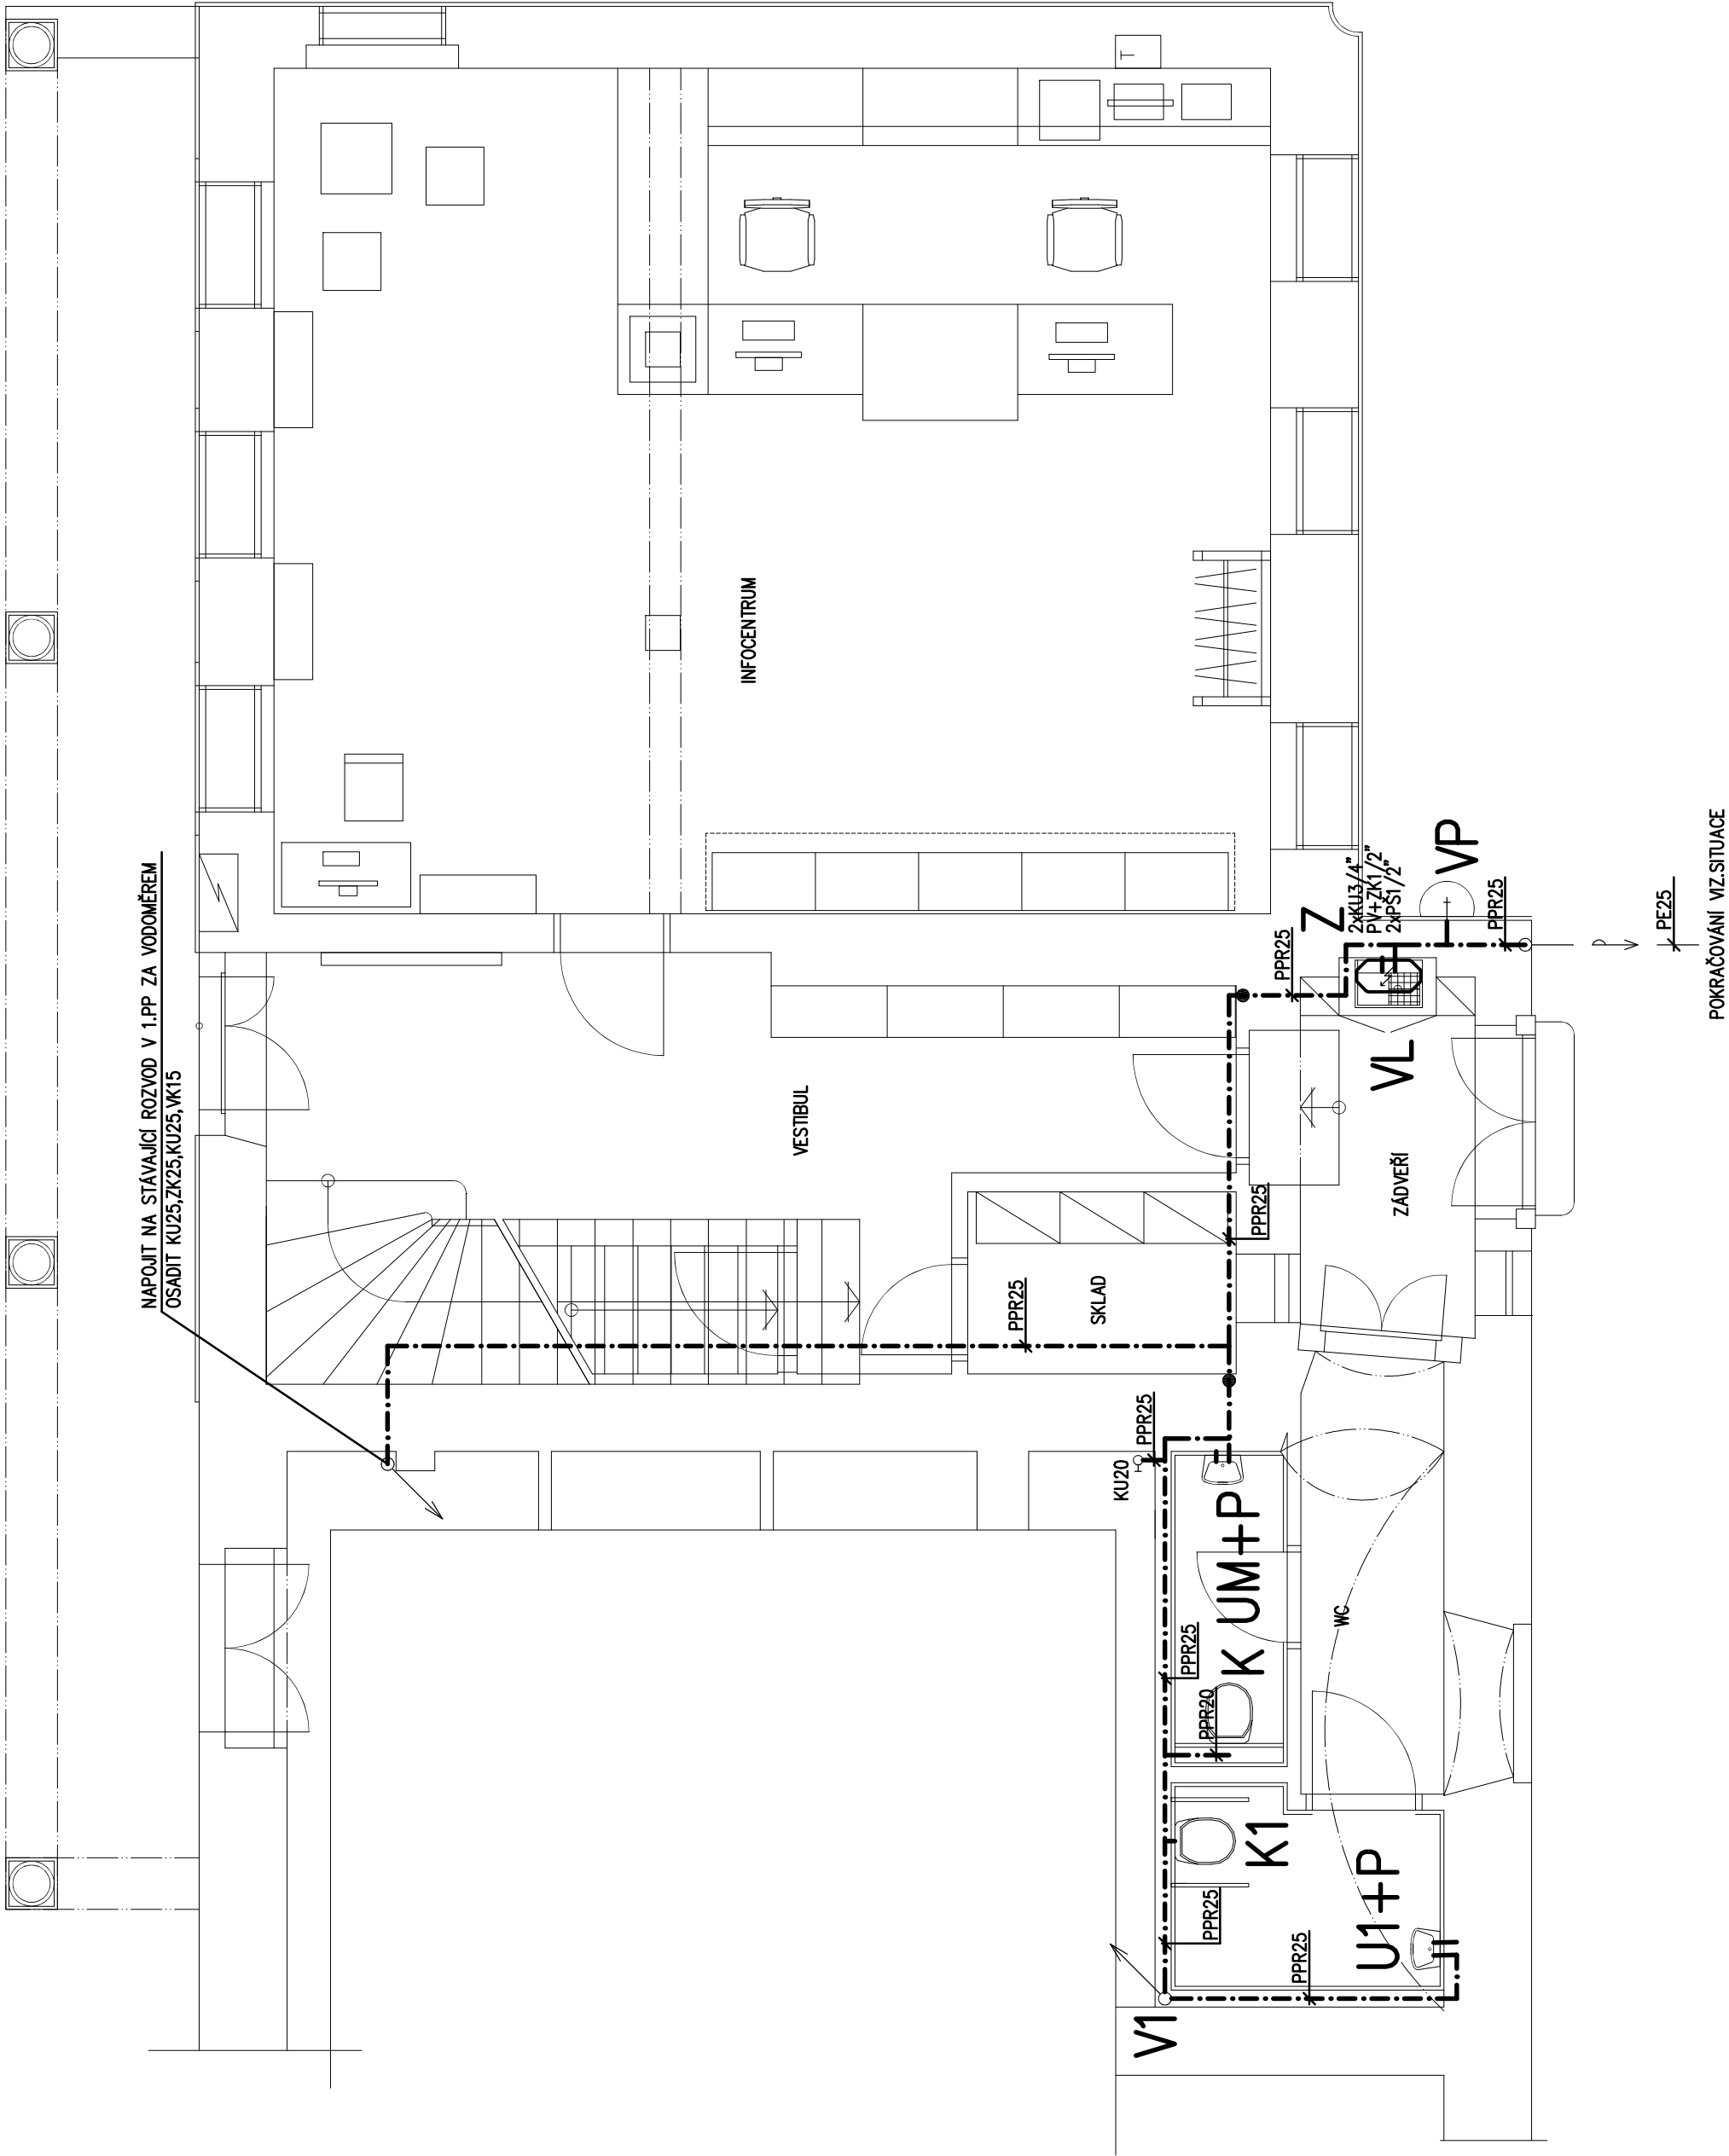 NAPOJIT NA STÁVAJÍCÍ ROZVOD V 1.PP ZA VODOMĚREM
OSADIT KU25,ZK25,KU25,VK15
INFOCENTRUM
VESTIBUL
SKLAD
ZÁDVEŘÍ
WC
PPR25
PPR25
PPR25
PPR25
PPR25
PPR25
PPR20
PPR25
PPR25
KU20
Z
2xKU3/4"
PV+ZK1/2"
2xPŠ1/2"
VP
VL
UM+P
K
K1
U1+P
V1
T
PE25
POKRAČOVÁNÍ VIZ.SITUACE